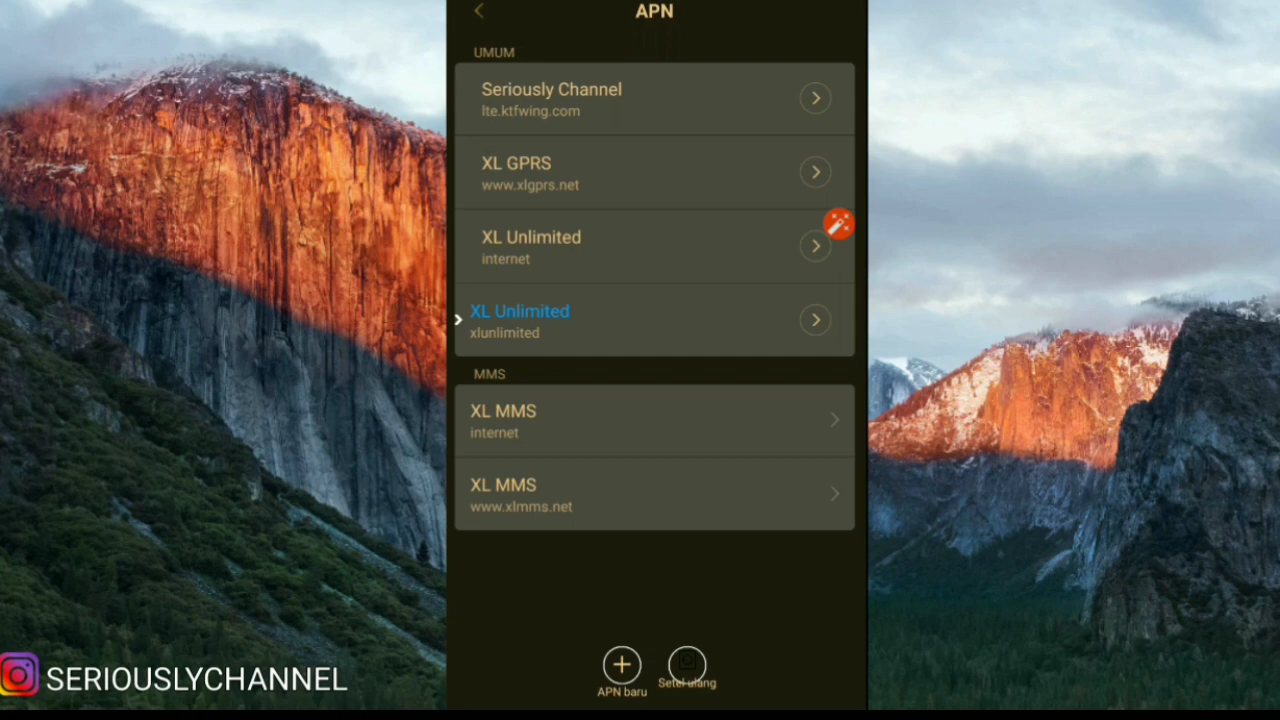 APN
UMUM
Seriously Channel
lte.ktfwing.com
XL GPRS
www.xlgprs.net
XL Unlimited
internet
XL Unlimited
xlunlimited
MMS
XL MMS
internet
XL MMS
www.xlmms.net
APN baru
Setel ulang
SERIOUSLYCHANNEL